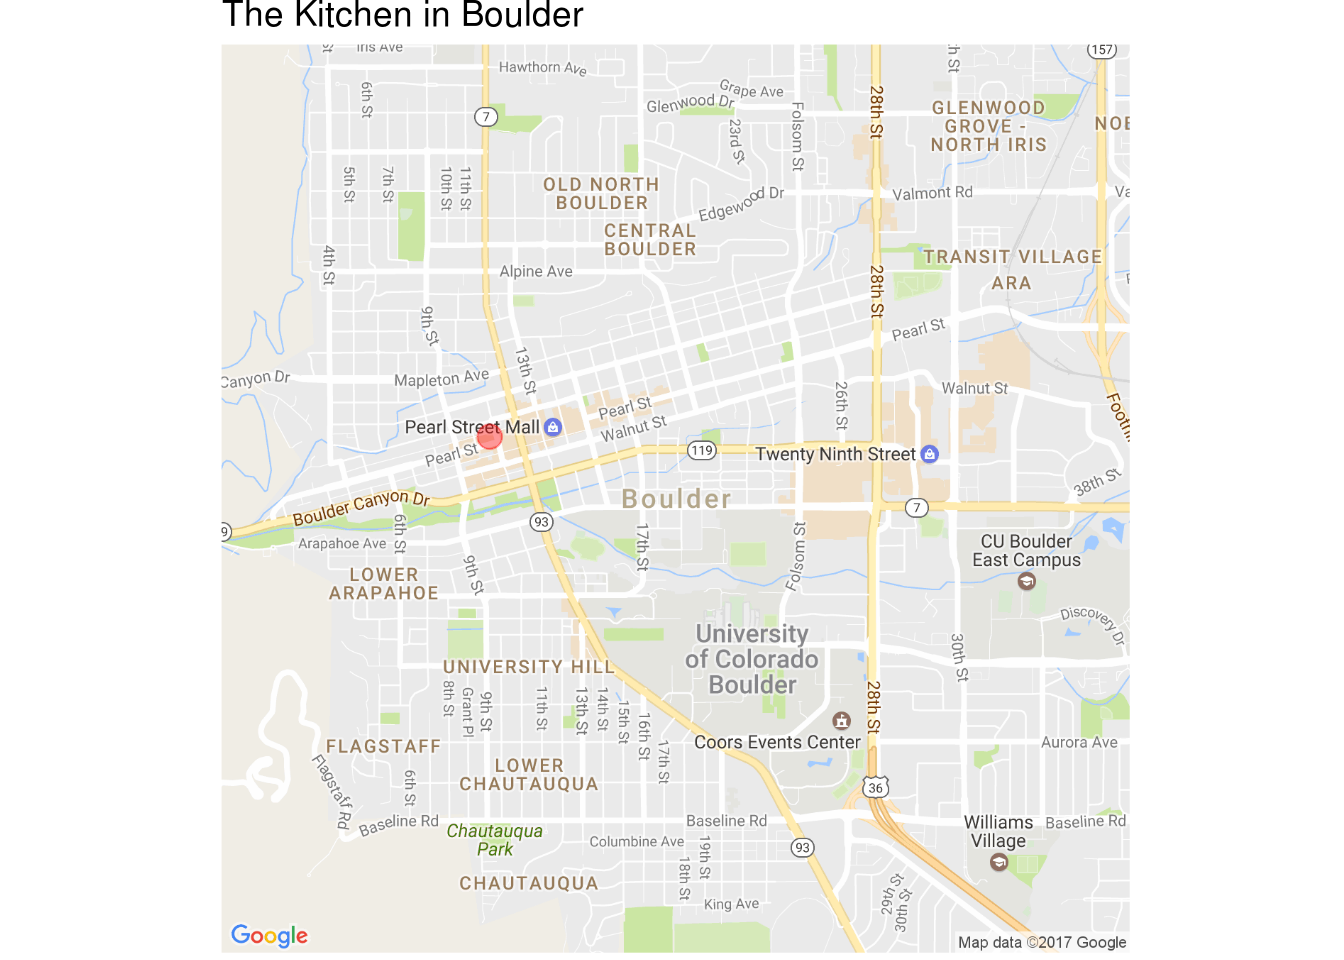 The Kitchen in Boulder
Iris Ave
St
Hawthorn Ave
th St
157
6th St
Grape Ave
Glenwood Dr
28th St
GLENWOOD
GROVE -
NORTH IRIS
7
Folsom St
23rd St
5th St
7th St
10th St
11th St
OLD NORTH
BOULDER
Edgewood Dr
Valmont Rd
CENTRAL
BOULDER
4th St
Alpine Ave
28th St
TRANSIT VILLAGE
ARA
9th St
Pearl St
13th St
Canyon Dr
Mapleton Ave
26th St
Walnut St
Pearl St
Pearl Street Mall
Walnut St
Pearl St
119
Twenty Ninth Street
38th St
Boulder Canyon Dr
Boulder
7
9
6th St
93
17th St
Folsom St
Arapahoe Ave
CU Boulder
East Campus
9th St
LOWER
ARAPAHOE
Discovery Dr
University
of Colorado
Boulder
30th St
UNIVERSITY HILL
8th St
Grant Pl
9th St
11th St
13th St
14th St
15th St
16th St
17th St
28th St
FLAGSTAFF
Coors Events Center
Aurora Ave
Flagstaff Rd
6th St
LOWER
CHAUTAUQUA
36
Baseline Rd
Chautauqua
Park
Baseline Rd
Williams
Village
Baseline Rd
Columbine Ave
19th St
18th St
93
CHAUTAUQUA
King Ave
29th St
30th St
Google
Map data ©2017 Google